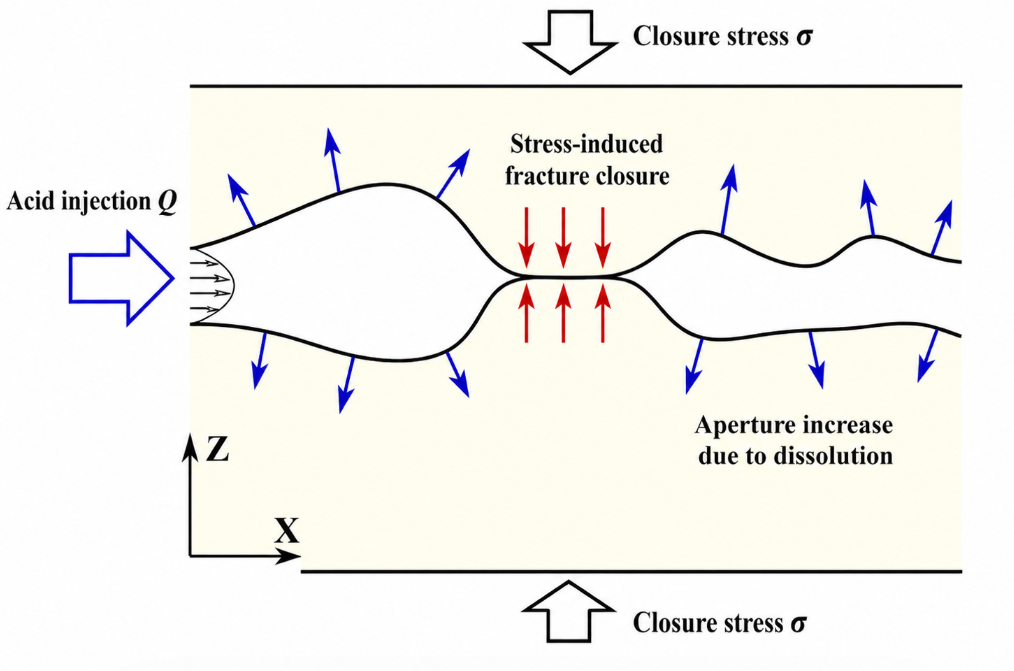 Closure stress σ
Stress-induced
fracture closure
Acid injection Q
Aperture increase
due to dissolution
Z
X
Closure stress σ